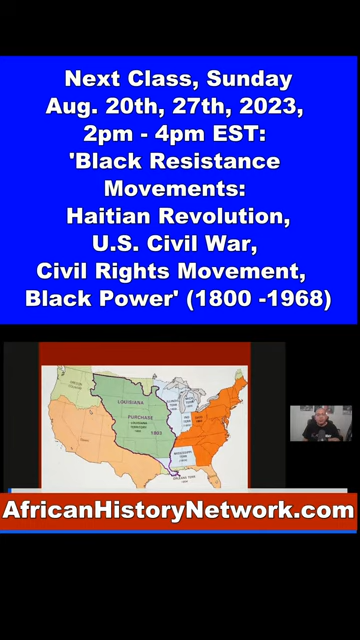 Next Class, Sunday
Aug. 20th, 27th, 2023,
2pm - 4pm EST:
'Black Resistance
Movements:
Haitian Revolution,
U.S. Civil War,
Civil Rights Movement,
Black Power' (1800 -1968)
LOUISIANA
PURCHASE
1803
AfricanHistoryNetwork.com